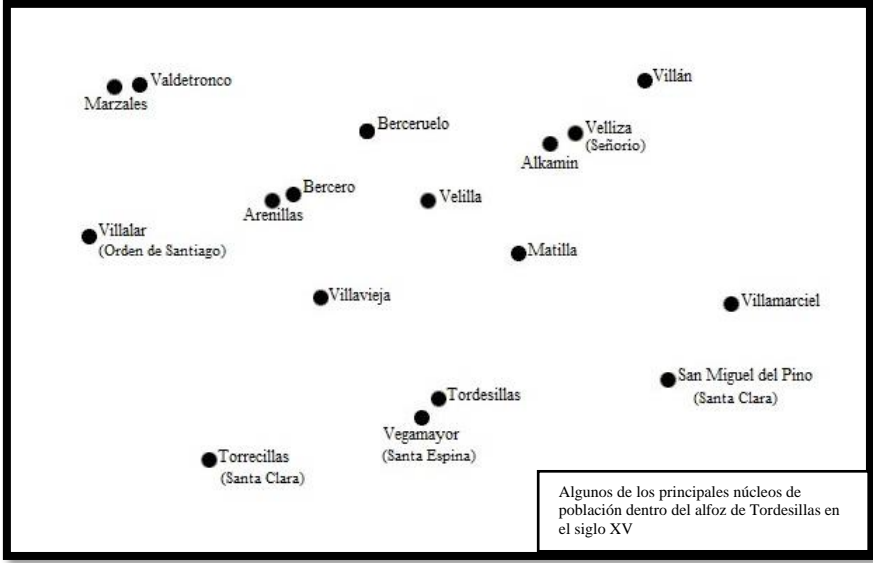 Villán
Valdetronco
Marzales
Berceruelo
Velliza
(Señorio)
Alkamin
Bercero
Arenillas
Velilla
Villalar
(Orden de Santiago)
Matilla
Villavieja
Villamarciel
San Miguel del Pino
(Santa Clara)
Tordesillas
Vegamayor
(Santa Espina)
Torrecillas
(Santa Clara)
Algunos de los principales núcleos de
población dentro del alfoz de Tordesillas en
el siglo XV